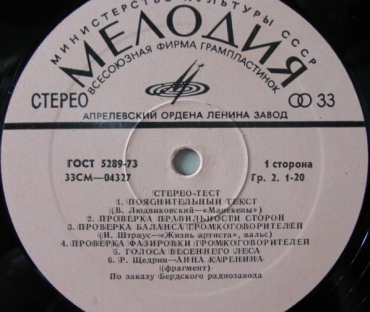 МИНИСТЕРСТВО КУЛЬТУРЫ СССР
МЕЛОДИЯ
ВСЕСОЮЗНАЯ ФИРМА ГРАМПЛАСТИНОК
СТЕРЕО 33
АПРЕЛЕВСКИЙ ОРДЕНА ЛЕНИНА ЗАВОД
ГОСТ 5289-73 1 сторона
33СМ—04327 Гр. 2. 1-20
СТЕРЕО-ТЕСТ
1. ПОЯСНИТЕЛЬНЫЙ ТЕКСТ
(В. Людвиковский—«Манекены»)
2. ПРОВЕРКА ПРАВИЛЬНОСТИ СТОРОН
3. ПРОВЕРКА БАЛАНСА ГРОМКОГОВОРИТЕЛЕЙ
(И. Штраус—«Жизнь артиста», вальс)
4. ПРОВЕРКА ФАЗИРОВКИ ГРОМКОГОВОРИТЕЛЕЙ
5. ГОЛОСА ВЕСЕННЕГО ЛЕСА
6. Р. Щедрин—АННА КАРЕНИНА
(фрагмент)
По заказу Бердского радиозавода